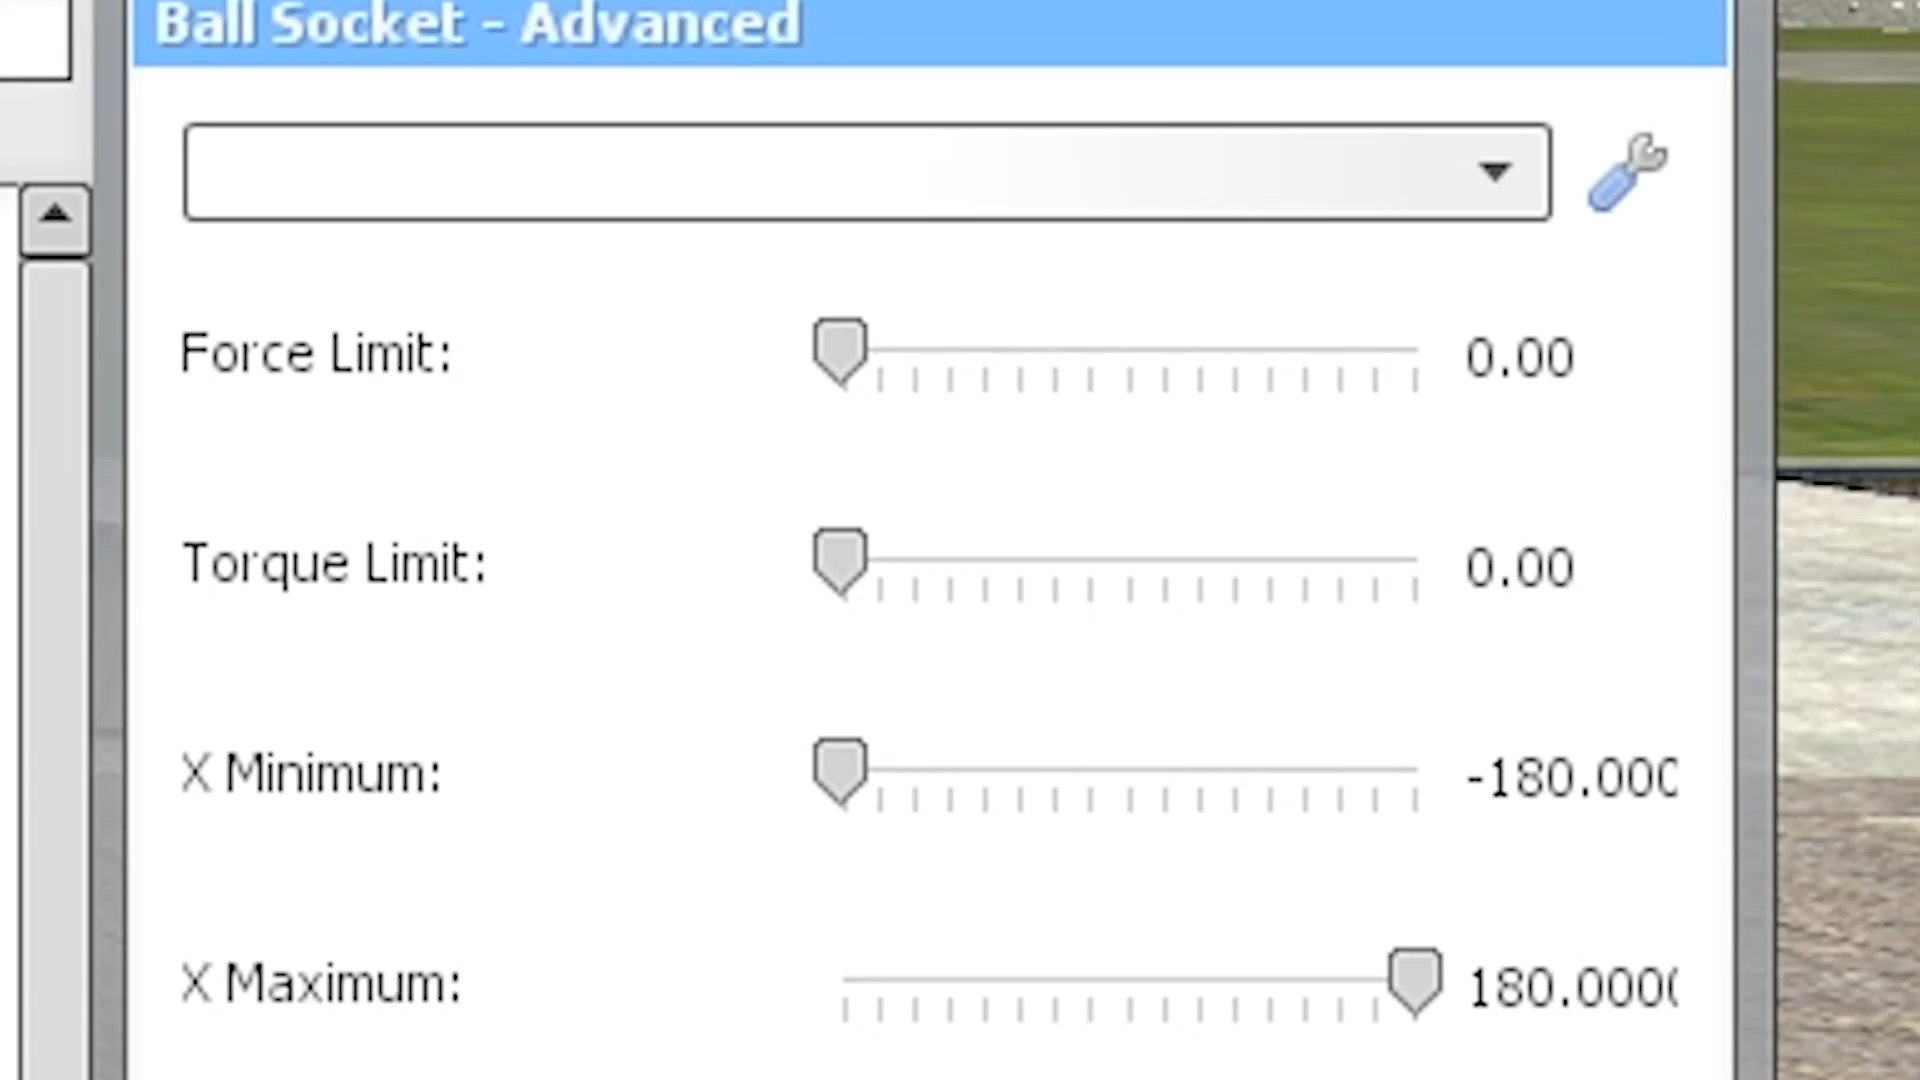 Ball Socket - Advanced
Force Limit: 0.00
Torque Limit: 0.00
X Minimum: -180.000
X Maximum: 180.0000